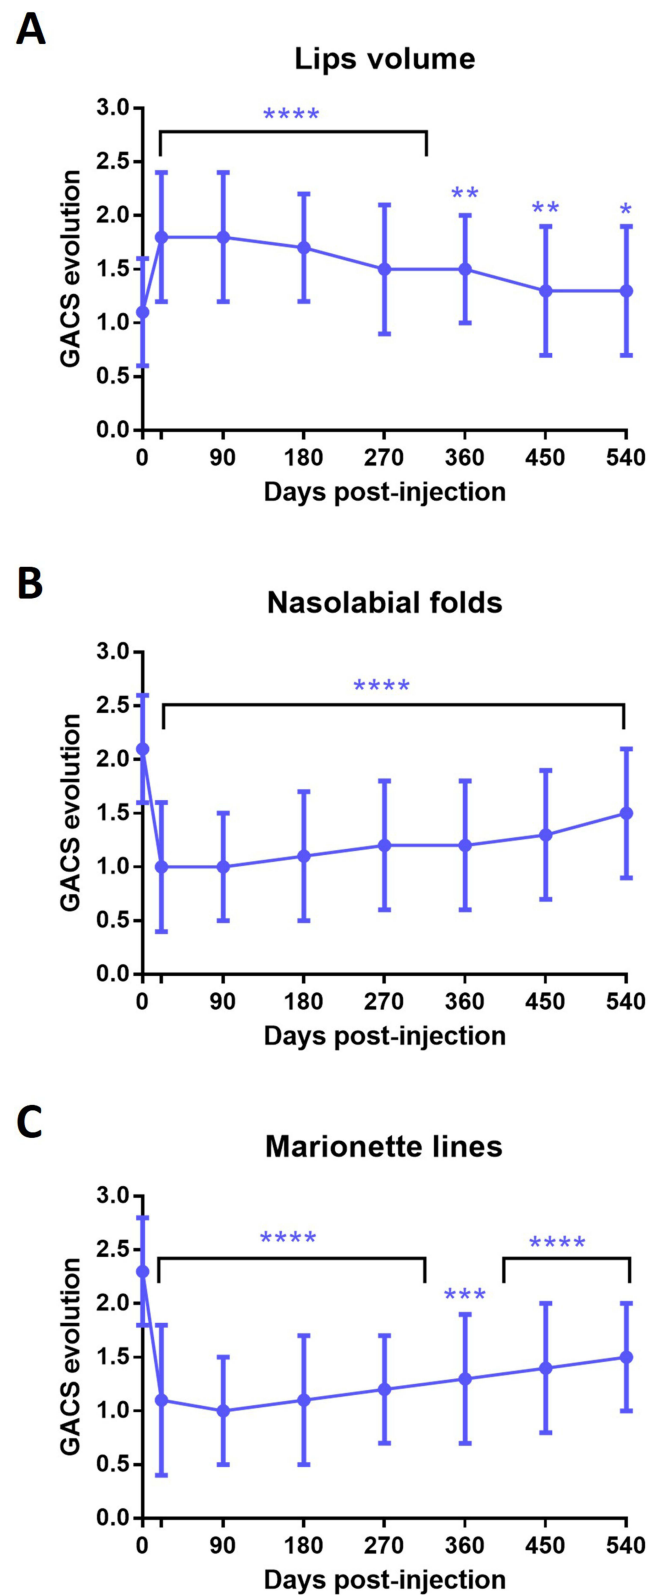 A
Lips volume
****
** ** *
3.0
2.5
2.0
1.5
1.0
0.5
0.0
GACS evolution
0 90 180 270 360 450 540
Days post-injection
B
Nasolabial folds
****
3.0
2.5
2.0
1.5
1.0
0.5
0.0
GACS evolution
0 90 180 270 360 450 540
Days post-injection
C
Marionette lines
**** ****
***
3.0
2.5
2.0
1.5
1.0
0.5
0.0
GACS evolution
0 90 180 270 360 450 540
Days post-injection